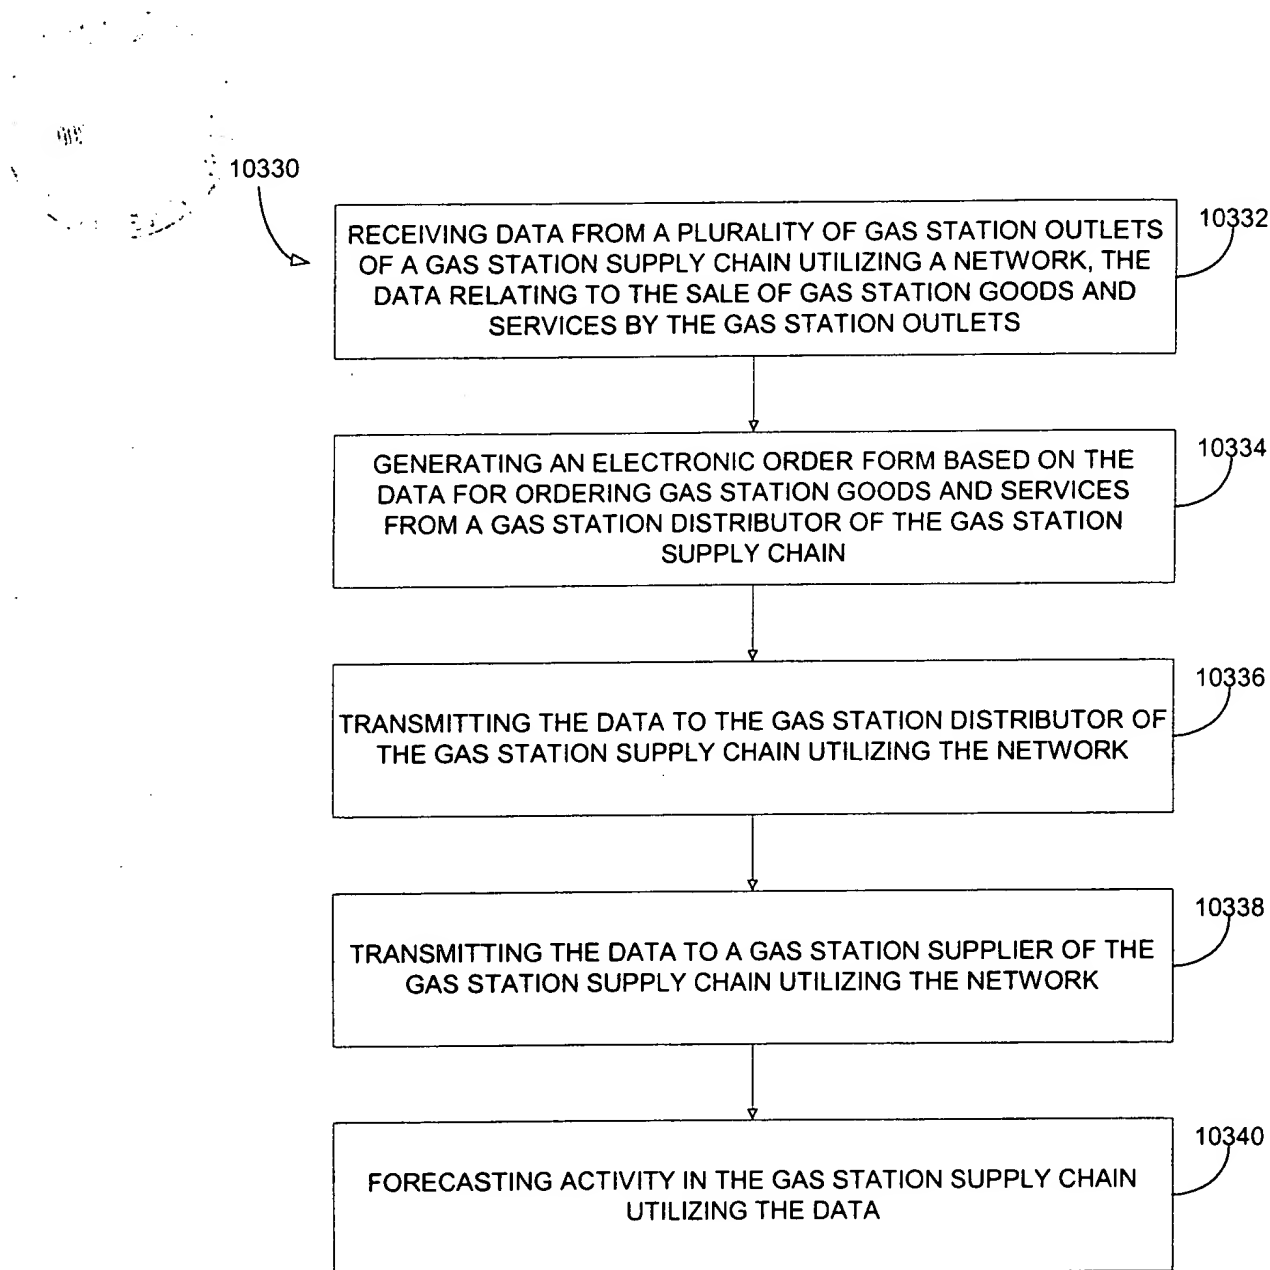 10330
10332
RECEIVING DATA FROM A PLURALITY OF GAS STATION OUTLETS
OF A GAS STATION SUPPLY CHAIN UTILIZING A NETWORK, THE
DATA RELATING TO THE SALE OF GAS STATION GOODS AND
SERVICES BY THE GAS STATION OUTLETS
10334
GENERATING AN ELECTRONIC ORDER FORM BASED ON THE
DATA FOR ORDERING GAS STATION GOODS AND SERVICES
FROM A GAS STATION DISTRIBUTOR OF THE GAS STATION
SUPPLY CHAIN
10336
TRANSMITTING THE DATA TO THE GAS STATION DISTRIBUTOR OF
THE GAS STATION SUPPLY CHAIN UTILIZING THE NETWORK
10338
TRANSMITTING THE DATA TO A GAS STATION SUPPLIER OF THE
GAS STATION SUPPLY CHAIN UTILIZING THE NETWORK
10340
FORECASTING ACTIVITY IN THE GAS STATION SUPPLY CHAIN
UTILIZING THE DATA